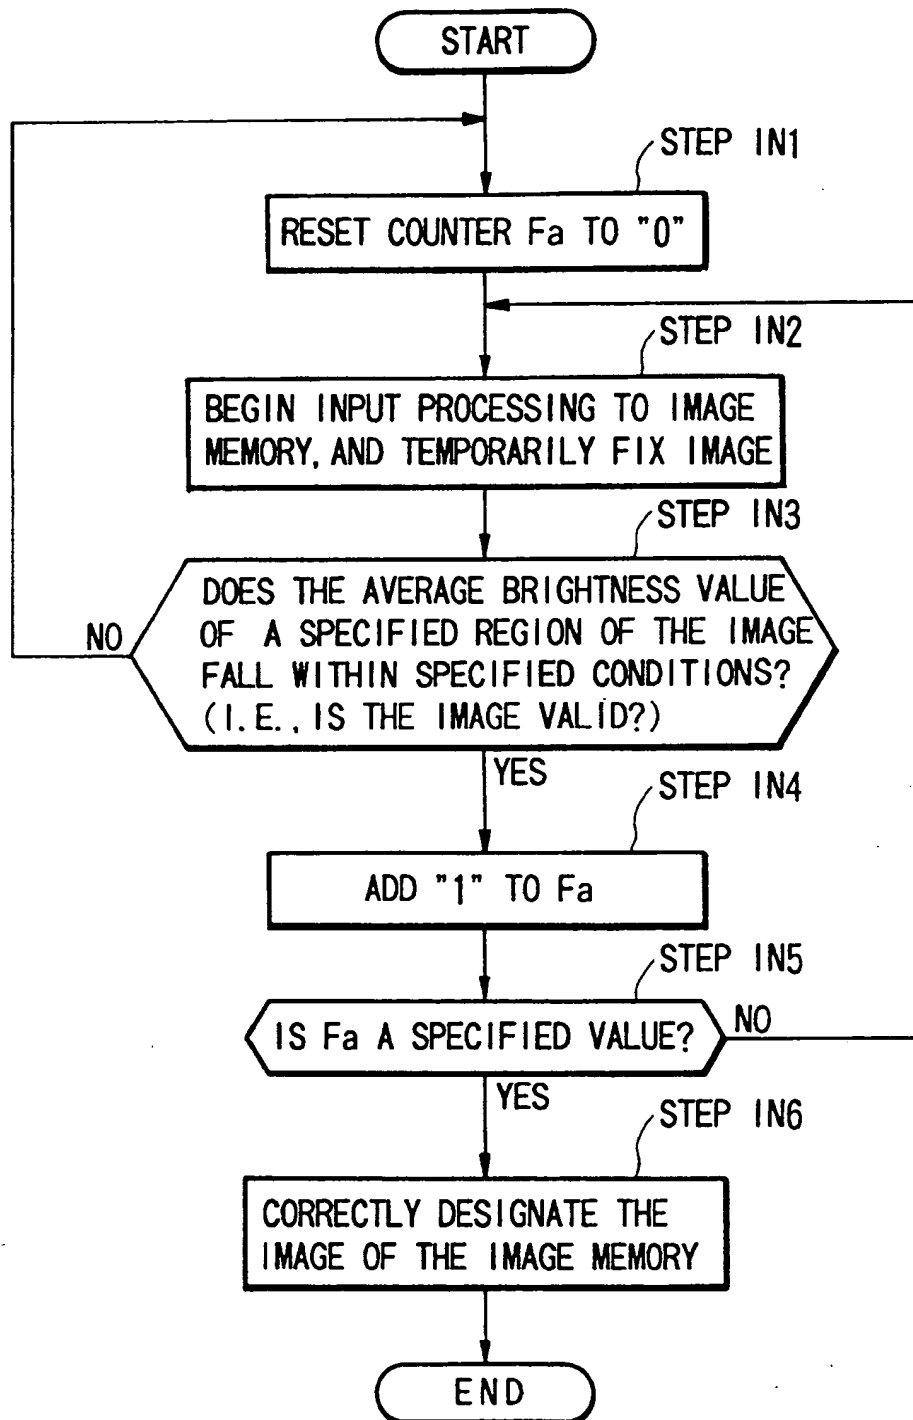 START
STEP IN1
RESET COUNTER Fa TO "0"
STEP IN2
BEGIN INPUT PROCESSING TO IMAGE
MEMORY, AND TEMPORARILY FIX IMAGE
STEP IN3
DOES THE AVERAGE BRIGHTNESS VALUE
OF A SPECIFIED REGION OF THE IMAGE
FALL WITHIN SPECIFIED CONDITIONS?
(I.E., IS THE IMAGE VALID?)
NO
YES
STEP IN4
ADD "1" TO Fa
STEP IN5
IS Fa A SPECIFIED VALUE?
NO
YES
STEP IN6
CORRECTLY DESIGNATE THE
IMAGE OF THE IMAGE MEMORY
END